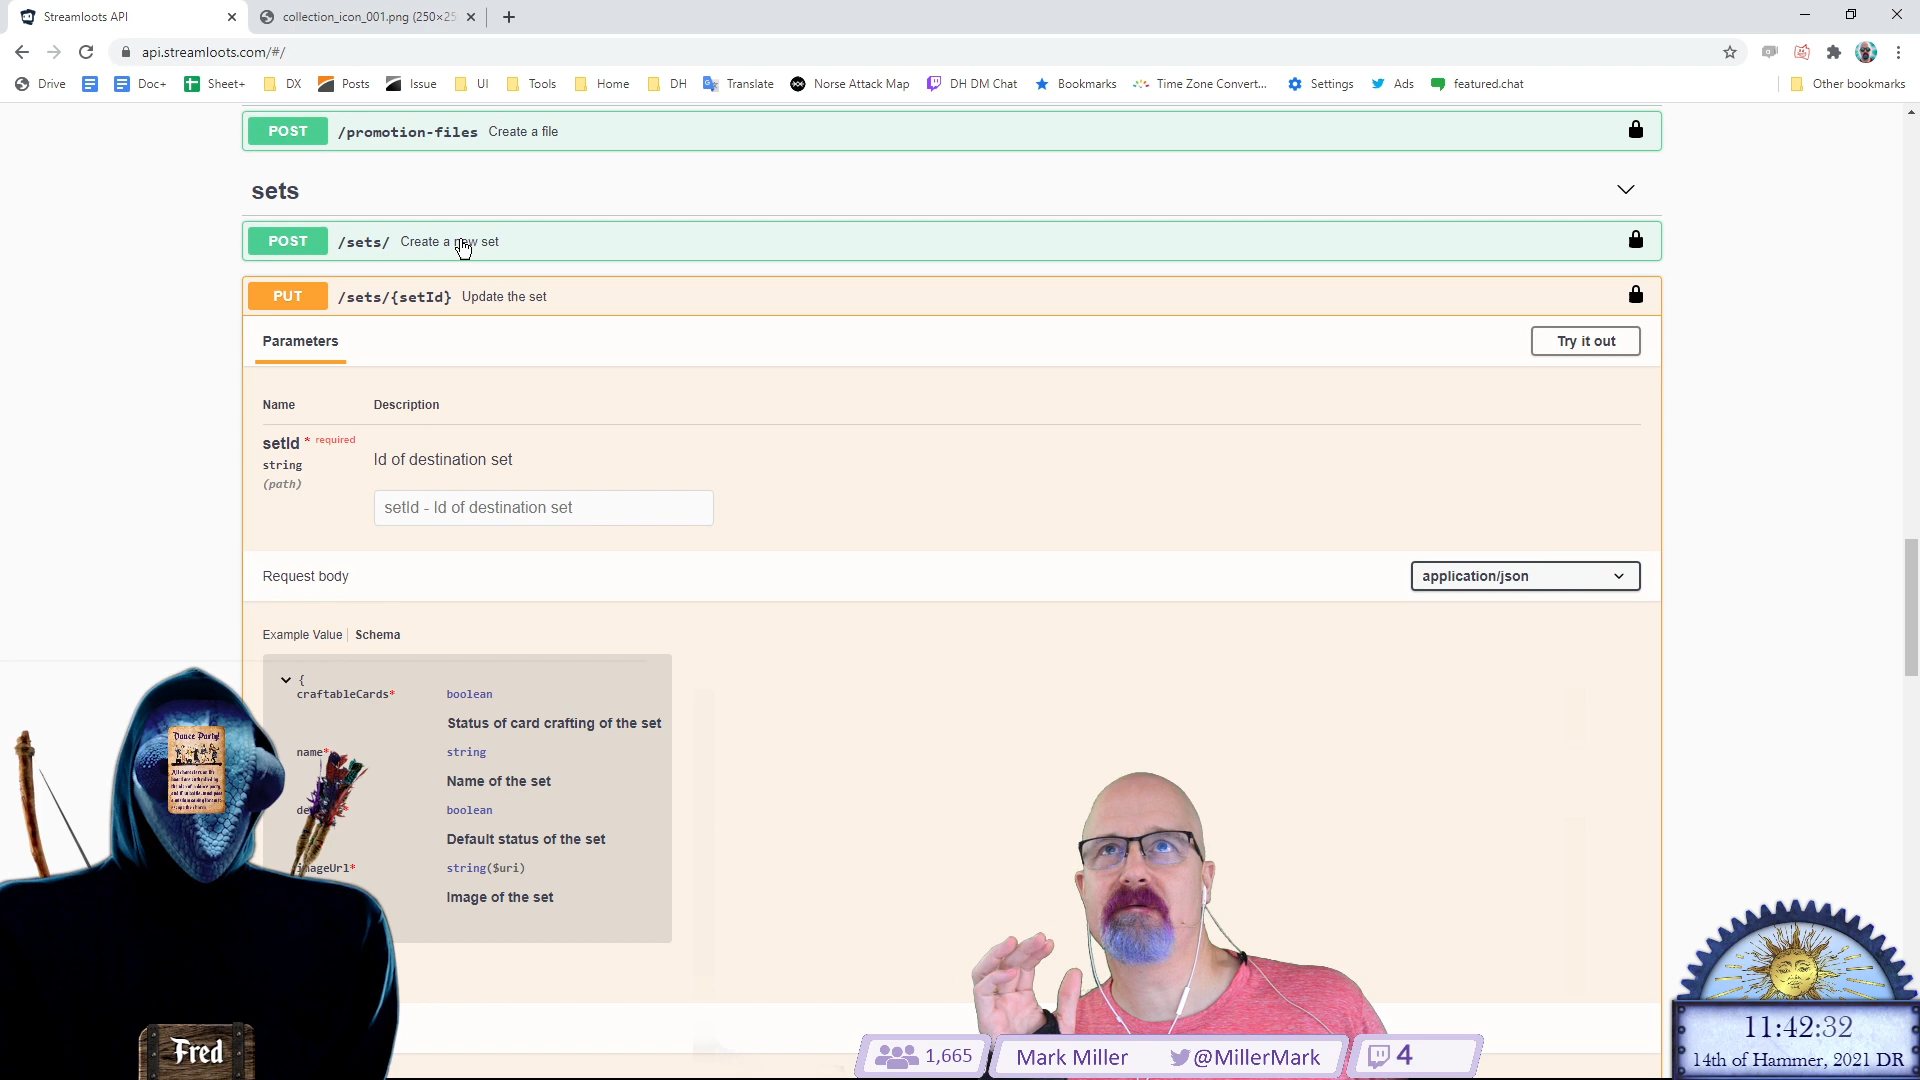 Streamloots API
collection_icon_001.png (250×25
api.streamloots.com/#/
Drive
Doc+
Sheet+
DX
Posts
Issue
UI
Tools
Home
DH
Translate
Norse Attack Map
DH DM Chat
Bookmarks
Time Zone Convert...
Settings
Ads
featured.chat
Other bookmarks
POST /promotion-files Create a file
sets
POST /sets/ Create a new set
PUT /sets/{setId} Update the set
Parameters
Try it out
Name Description
setId * required
string
(path)
Id of destination set
setId - Id of destination set
Request body
application/json
Example Value Schema
{
craftableCards* boolean
Status of card crafting of the set
name* string
Name of the set
boolean
Default status of the set
imageUrl* string($uri)
Image of the set
Dance Party!
Fred
1,665
Mark Miller
@MillerMark
4
11:42:32
14th of Hammer, 2021 DR